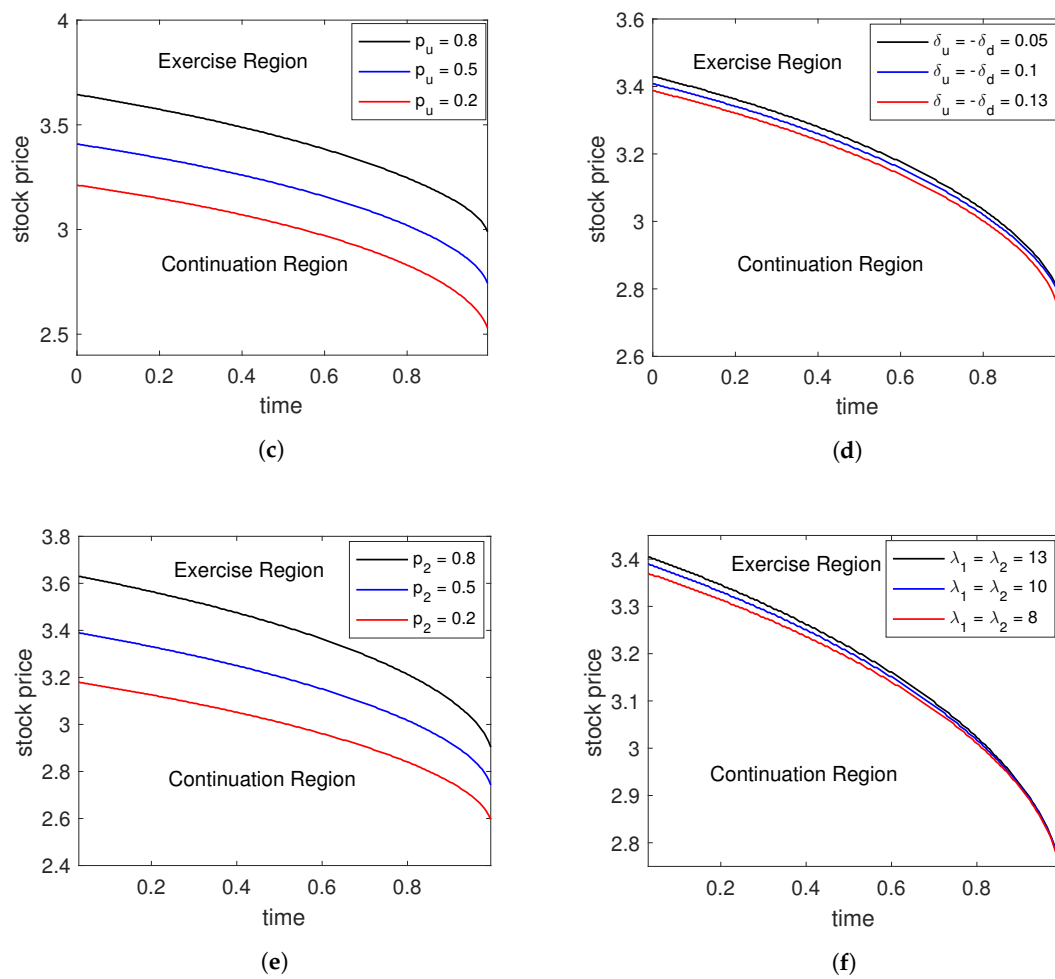 4
3.5
3
2.5
0
0.2
0.4
0.6
0.8
stock price
time
Exercise Region
Continuation Region
p_u = 0.8
p_u = 0.5
p_u = 0.2
(c)
3.6
3.4
3.2
3
2.8
2.6
0
0.2
0.4
0.6
0.8
stock price
time
Exercise Region
Continuation Region
δ_u = -δ_d = 0.05
δ_u = -δ_d = 0.1
δ_u = -δ_d = 0.13
(d)
3.8
3.6
3.4
3.2
3
2.8
2.6
2.4
0.2
0.4
0.6
0.8
stock price
time
Exercise Region
Continuation Region
p_2 = 0.8
p_2 = 0.5
p_2 = 0.2
(e)
3.4
3.3
3.2
3.1
3
2.9
2.8
0.2
0.4
0.6
0.8
stock price
time
Exercise Region
Continuation Region
λ_1 = λ_2 = 13
λ_1 = λ_2 = 10
λ_1 = λ_2 = 8
(f)